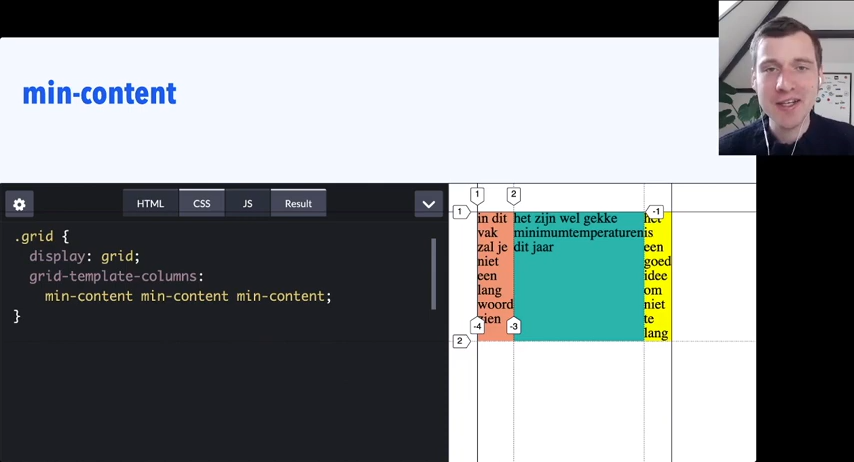 min-content
HTML CSS JS Result
.grid {
display: grid;
grid-template-columns:
min-content min-content min-content;
}
1 2
1
-1
in dit
vak
zal je
niet
een
lang
woord
zien
het zijn wel gekke
minimumtemperaturen
dit jaar
het
is
een
goed
idee
om
niet
te
lang
-4 -3
2